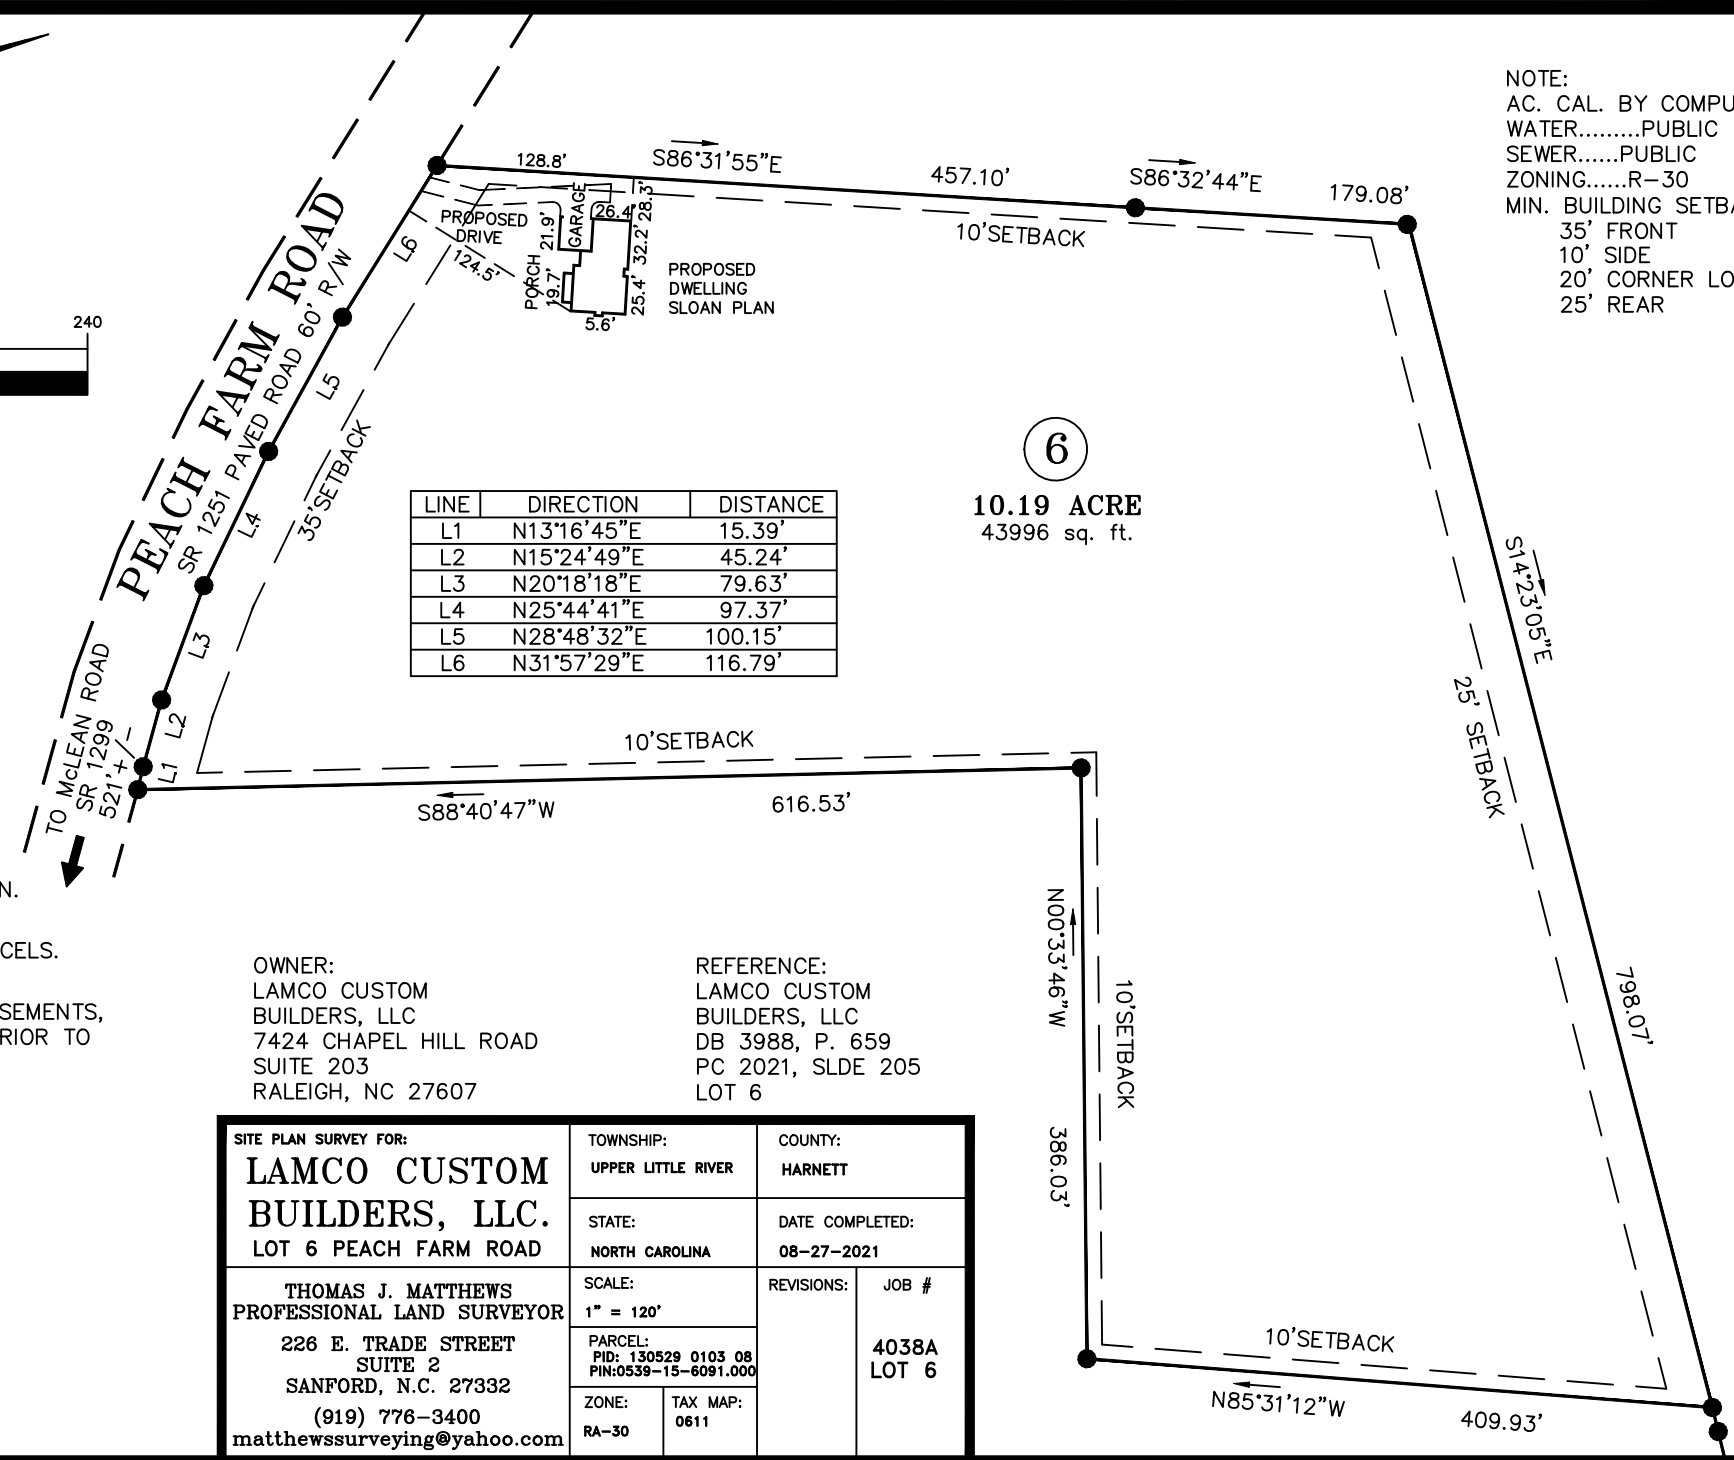 NOTE:
AC. CAL. BY COMPU
WATER.........PUBLIC
SEWER......PUBLIC
ZONING......R-30
MIN. BUILDING SETBA
35' FRONT
10' SIDE
20' CORNER LO
25' REAR
128.8'
S86°31'55"E
457.10'
S86°32'44"E
179.08'
10'SETBACK
PROPOSED
DRIVE
124.5'
GARAGE
21.9'
26.4'
28.3'
32.2'
25.4'
PORCH
19.7'
5.6'
PROPOSED
DWELLING
SLOAN PLAN
240
PEACH FARM ROAD
SR 1251 PAVED ROAD 60' R/W
L6
L5
L4
L3
L2
L1
35'SETBACK
6
10.19 ACRE
43996 sq. ft.
LINE DIRECTION DISTANCE
L1 N13°16'45"E 15.39'
L2 N15°24'49"E 45.24'
L3 N20°18'18"E 79.63'
L4 N25°44'41"E 97.37'
L5 N28°48'32"E 100.15'
L6 N31°57'29"E 116.79'
S14°23'05"E
25' SETBACK
798.07'
TO McLEAN ROAD
SR 1299
521'+-
10'SETBACK
S88°40'47"W
616.53'
N00°33'46"W
10'SETBACK
386.03'
10'SETBACK
N85°31'12"W
409.93'
N.
CELS.
SEMENTS,
RIOR TO
OWNER:
LAMCO CUSTOM
BUILDERS, LLC
7424 CHAPEL HILL ROAD
SUITE 203
RALEIGH, NC 27607
REFERENCE:
LAMCO CUSTOM
BUILDERS, LLC
DB 3988, P. 659
PC 2021, SLDE 205
LOT 6
SITE PLAN SURVEY FOR:
LAMCO CUSTOM
BUILDERS, LLC.
LOT 6 PEACH FARM ROAD
THOMAS J. MATTHEWS
PROFESSIONAL LAND SURVEYOR
226 E. TRADE STREET
SUITE 2
SANFORD, N.C. 27332
(919) 776-3400
matthewssurveying@yahoo.com
TOWNSHIP:
UPPER LITTLE RIVER
COUNTY:
HARNETT
STATE:
NORTH CAROLINA
DATE COMPLETED:
08-27-2021
SCALE:
1" = 120'
REVISIONS:
JOB #
4038A
LOT 6
PARCEL:
PID: 130529 0103 08
PIN:0539-15-6091.000
ZONE:
RA-30
TAX MAP:
0611